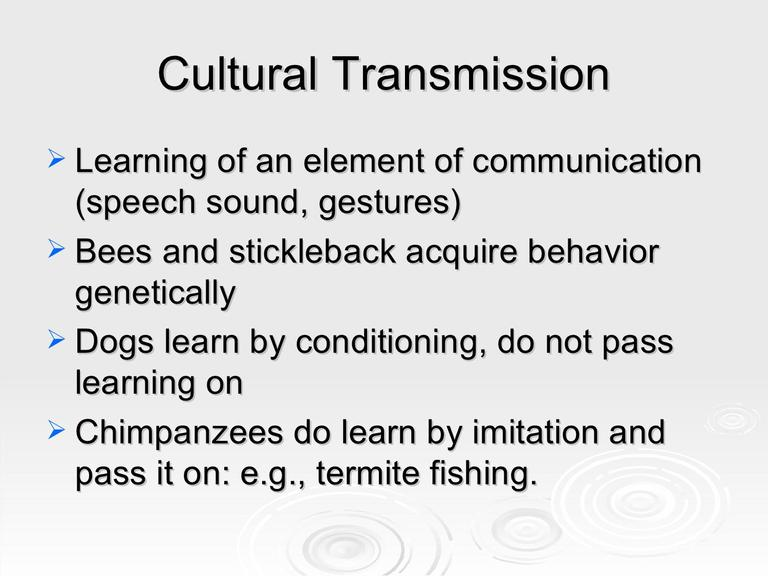 Cultural Transmission
Learning of an element of communication
(speech sound, gestures)
Bees and stickleback acquire behavior
genetically
Dogs learn by conditioning, do not pass
learning on
Chimpanzees do learn by imitation and
pass it on: e.g., termite fishing.